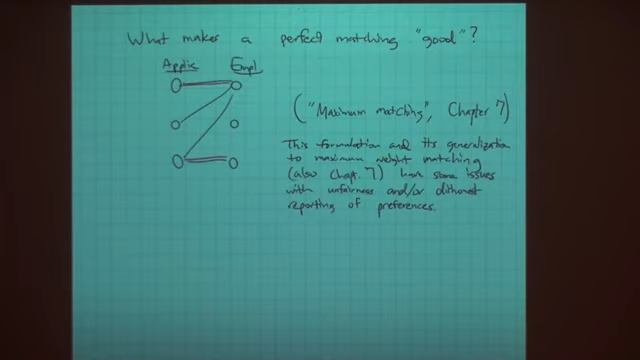 What makes a perfect matching "good"?
Applic Empl
("Maximum matching", Chapter 7)
This formulation and its generalization
to maximum weight matching
(also Chap. 7) have some issues
with unfairness and/or dishonest
reporting of preferences.